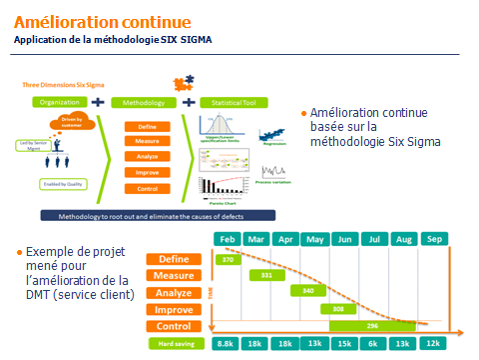 Amélioration continue
Application de la méthodologie SIX SIGMA
Three Dimensions Six Sigma
Organization
Methodology
Statistical Tool
Driven by
customer
Led by Senior
Mgmt
Enabled by Quality
Define
Measure
Analyze
Improve
Control
Upper/Lower
specification limits
Regression
Process variation
Pareto Chart
Methodology to root out and eliminate the causes of defects
Amélioration continue
basée sur la
méthodologie Six Sigma
Exemple de projet
mené pour
l'amélioration de la
DMT (service client)
Feb Mar Apr May Jun Jul Aug Sep
Define 370
Measure 331
Analyze 340
Improve 308
Control 296
Hard saving 8.8k 18k 18k 13k 15k 6k 13k 12k